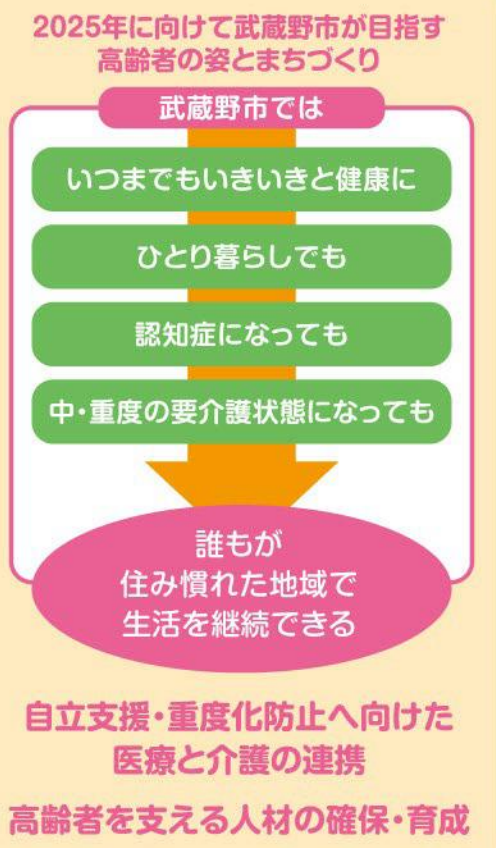 2025年に向けて武蔵野市が目指す
高齢者の姿とまちづくり
武蔵野市では
いつまでもいきいきと健康に
ひとり暮らしでも
認知症になっても
中・重度の要介護状態になっても
誰もが
住み慣れた地域で
生活を継続できる
自立支援・重度化防止へ向けた
医療と介護の連携
高齢者を支える人材の確保・育成